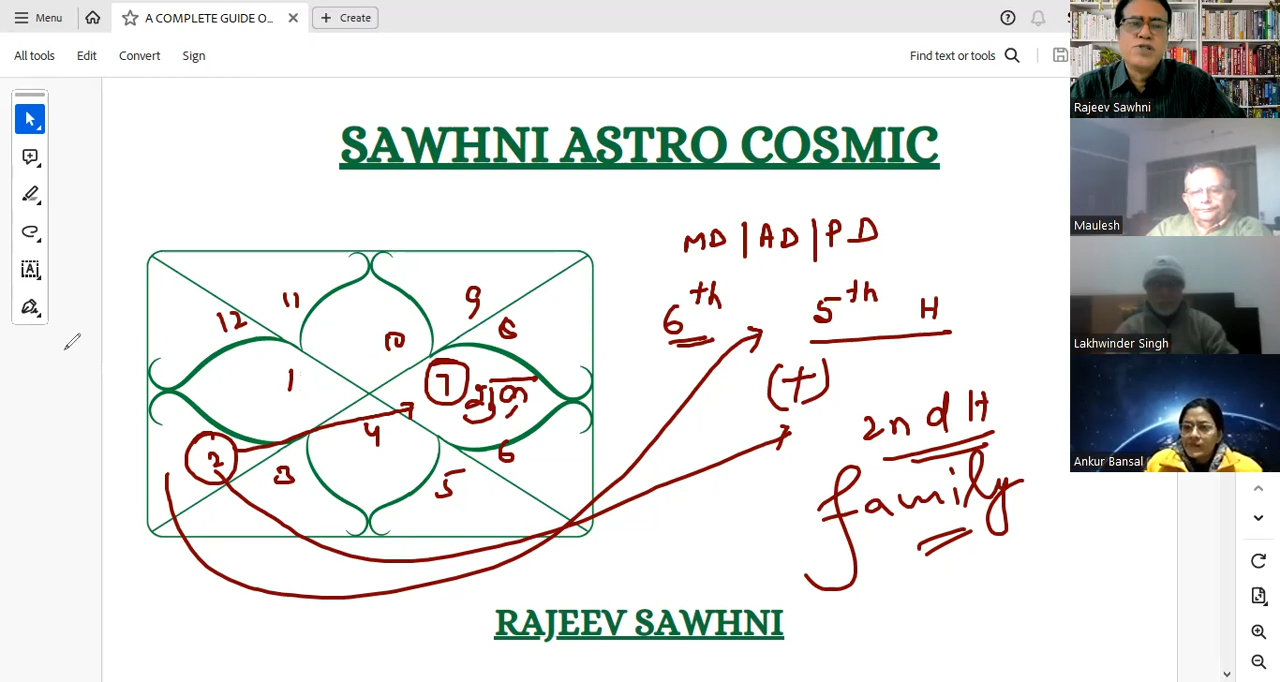 Menu
A COMPLETE GUIDE O...
Create
All tools
Edit
Convert
Sign
Find text or tools
Rajeev Sawhni
Maulesh
Lakhwinder Singh
Ankur Bansal
SAWHNI ASTRO COSMIC
MD | AD | PD
6th 5th H
(+)
2nd H
family
12 11 9 8
10
1 7
4
2 3 5 6
RAJEEV SAWHNI